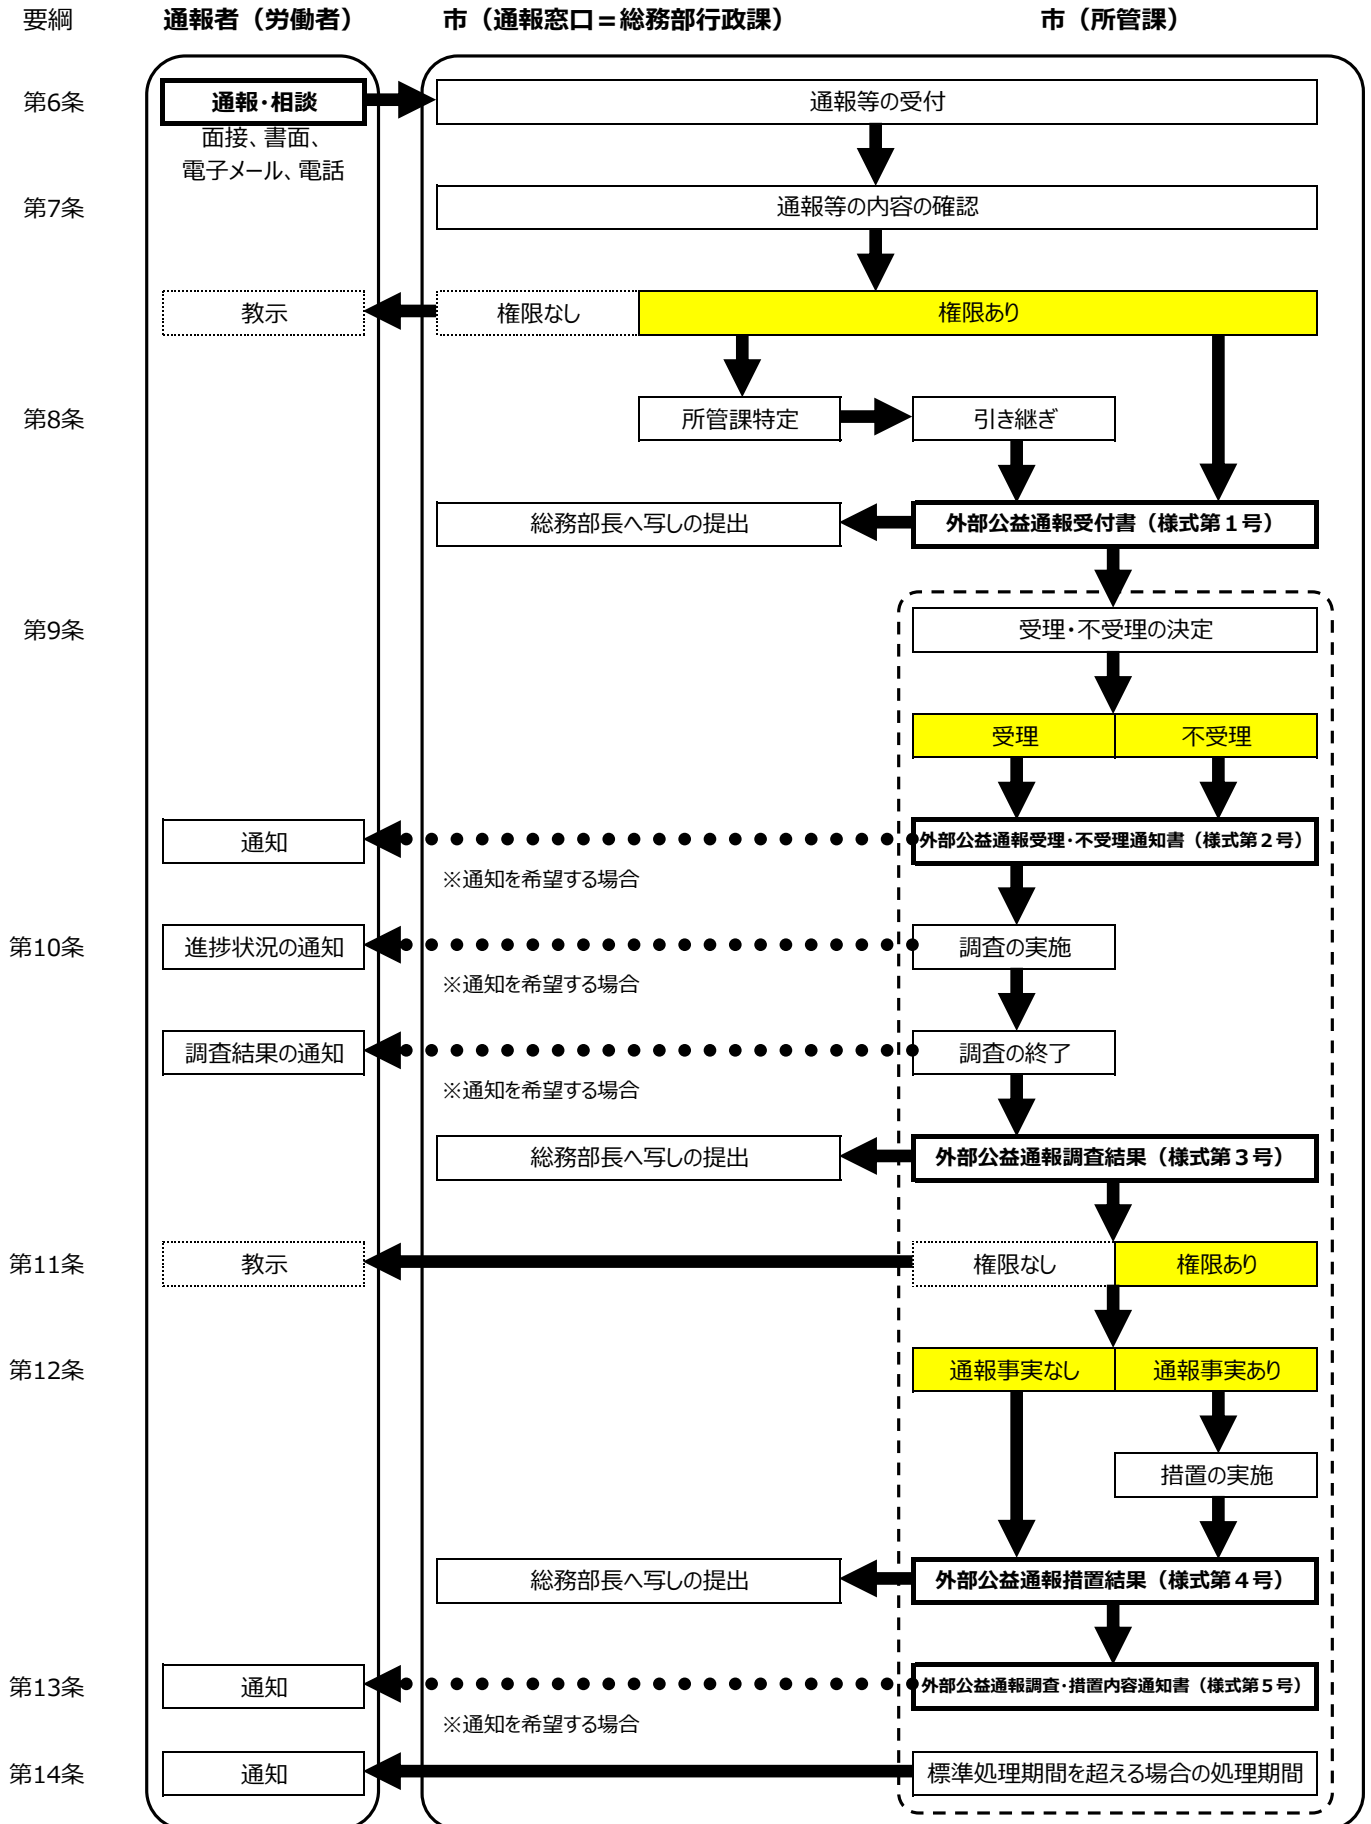 要綱
通報者（労働者）
市（通報窓口＝総務部行政課）
市（所管課）
第6条
通報・相談
通報等の受付
面接、書面、
電子メール、電話
第7条
通報等の内容の確認
教示
権限なし
権限あり
第8条
所管課特定
引き継ぎ
総務部長へ写しの提出
外部公益通報受付書（様式第１号）
第9条
受理・不受理の決定
受理
不受理
通知
外部公益通報受理・不受理通知書（様式第２号）
※通知を希望する場合
第10条
進捗状況の通知
調査の実施
※通知を希望する場合
調査結果の通知
調査の終了
※通知を希望する場合
総務部長へ写しの提出
外部公益通報調査結果（様式第３号）
第11条
教示
権限なし
権限あり
第12条
通報事実なし
通報事実あり
措置の実施
総務部長へ写しの提出
外部公益通報措置結果（様式第４号）
第13条
通知
外部公益通報調査・措置内容通知書（様式第５号）
※通知を希望する場合
第14条
通知
標準処理期間を超える場合の処理期間